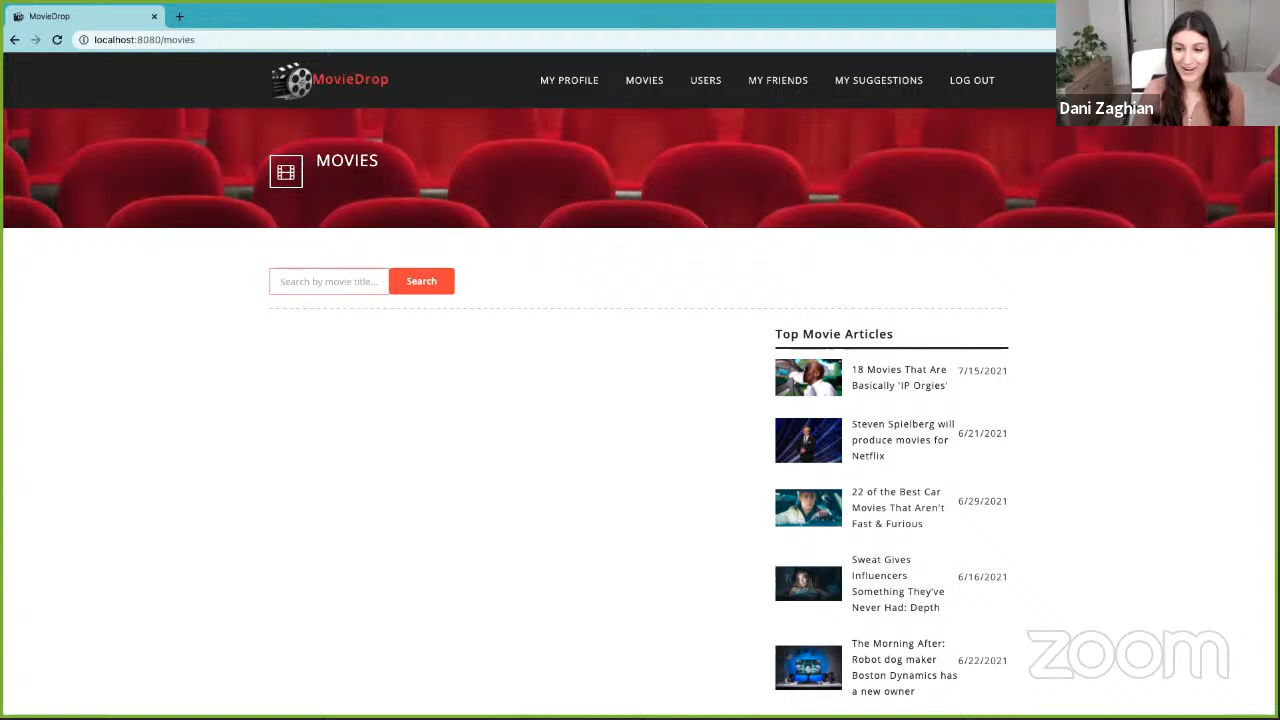 MovieDrop
localhost:8080/movies
MovieDrop
MY PROFILE
MOVIES
USERS
MY FRIENDS
MY SUGGESTIONS
LOG OUT
Dani Zaghian
MOVIES
Search by movie title...
Search
Top Movie Articles
18 Movies That Are
Basically 'IP Orgies'
7/15/2021
Steven Spielberg will
produce movies for
Netflix
6/21/2021
22 of the Best Car
Movies That Aren't
Fast & Furious
6/29/2021
Sweat Gives
Influencers
Something They've
Never Had: Depth
6/16/2021
The Morning After:
Robot dog maker
Boston Dynamics has
a new owner
6/22/2021
zoom